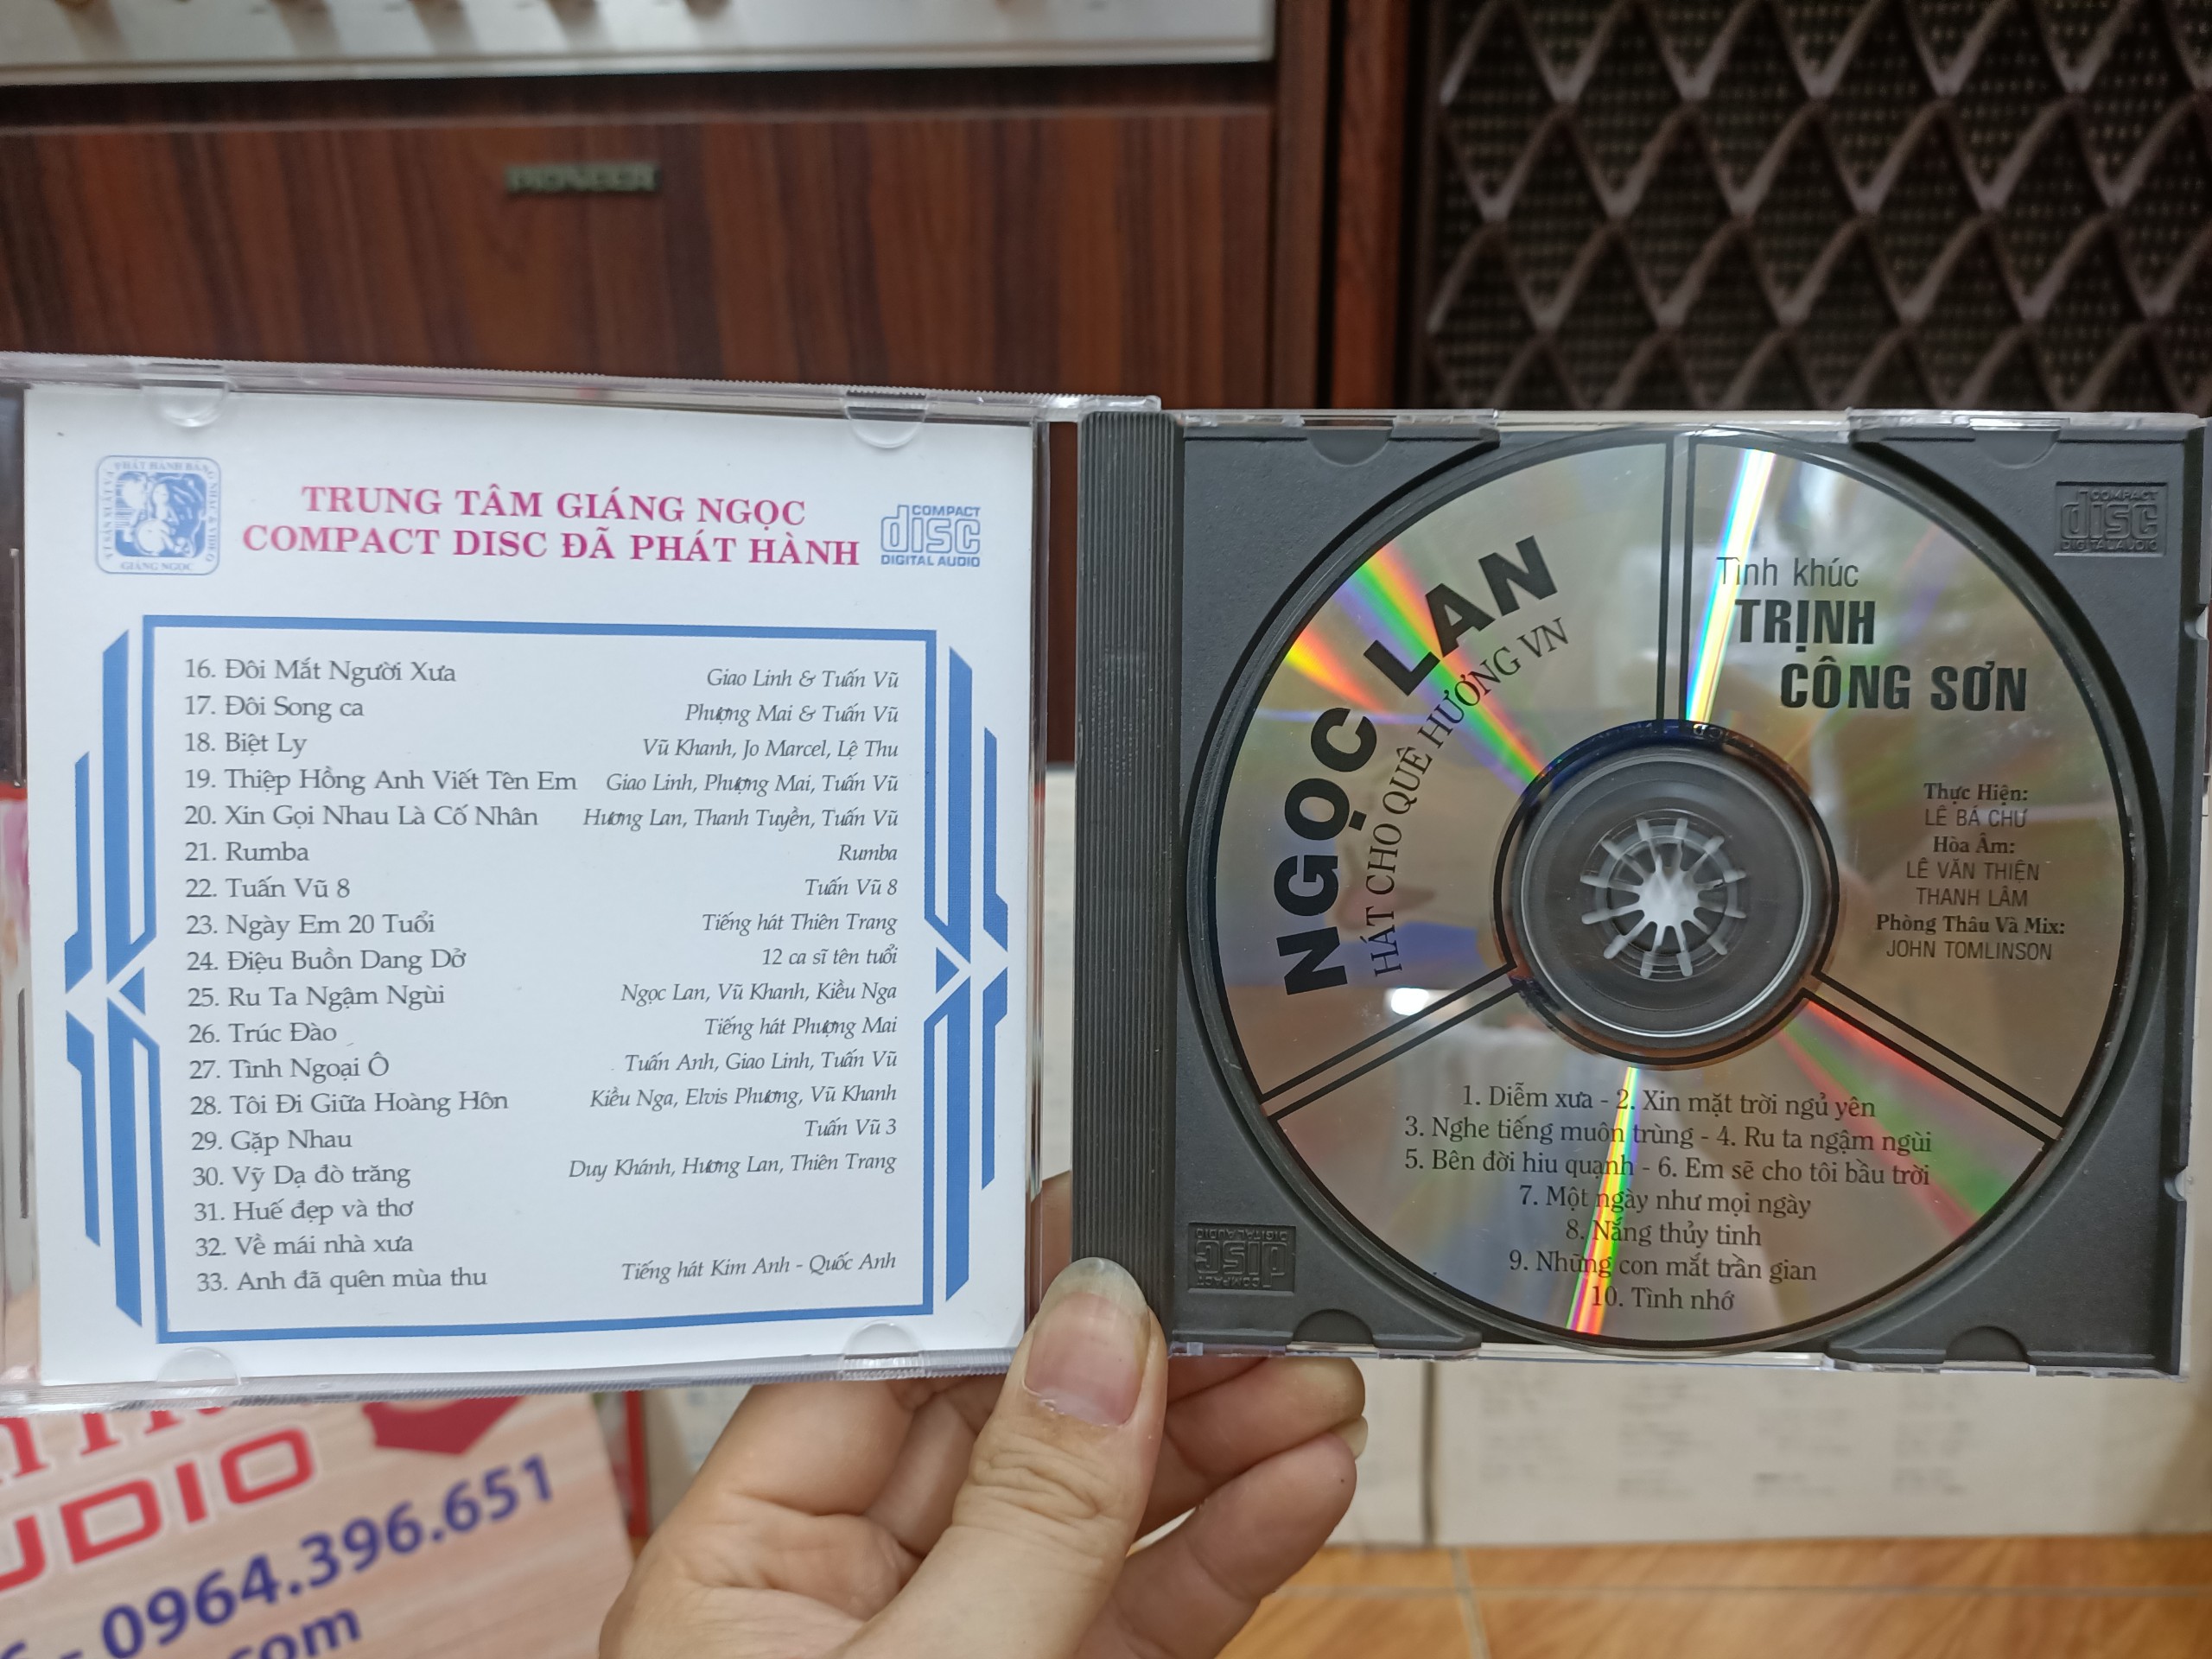 PIONEER
PHÁT HÀNH BĂNG NHẠC & VIDEO
GIÁNG NGỌC
TRUNG TÂM GIÁNG NGỌC
COMPACT DISC ĐÃ PHÁT HÀNH
COMPACT
disc
DIGITAL AUDIO
16. Đôi Mắt Người Xưa Giao Linh & Tuấn Vũ
17. Đôi Song ca Phượng Mai & Tuấn Vũ
18. Biệt Ly Vũ Khanh, Jo Marcel, Lệ Thu
19. Thiệp Hồng Anh Viết Tên Em Giao Linh, Phượng Mai, Tuấn Vũ
20. Xin Gọi Nhau Là Cố Nhân Hương Lan, Thanh Tuyền, Tuấn Vũ
21. Rumba Rumba
22. Tuấn Vũ 8 Tuấn Vũ 8
23. Ngày Em 20 Tuổi Tiếng hát Thiên Trang
24. Điệu Buồn Dang Dở 12 ca sĩ tên tuổi
25. Ru Ta Ngậm Ngùi Ngọc Lan, Vũ Khanh, Kiều Nga
26. Trúc Đào Tiếng hát Phượng Mai
27. Tình Ngoại Ô Tuấn Anh, Giao Linh, Tuấn Vũ
28. Tôi Đi Giữa Hoàng Hôn Kiều Nga, Elvis Phương, Vũ Khanh
29. Gặp Nhau Tuấn Vũ 3
30. Vỹ Dạ đò trăng Duy Khánh, Hương Lan, Thiên Trang
31. Huế đẹp và thơ
32. Về mái nhà xưa
33. Anh đã quên mùa thu Tiếng hát Kim Anh - Quốc Anh
NGỌC LAN
HÁT CHO QUÊ HƯƠNG VN
Tình khúc
TRỊNH
CÔNG SƠN
Thực Hiện:
LÊ BÁ CHƯ
Hòa Âm:
LÊ VĂN THIỆN
THANH LÂM
Phòng Thâu Và Mix:
JOHN TOMLINSON
1. Diễm xưa - 2. Xin mặt trời ngủ yên
3. Nghe tiếng muôn trùng - 4. Ru ta ngậm ngùi
5. Bên đời hiu quạnh - 6. Em sẽ cho tôi bầu trời
7. Một ngày như mọi ngày
8. Nắng thủy tinh
9. Những con mắt trần gian
10. Tình nhớ
COMPACT
disc
DIGITAL AUDIO
COMPACT
disc
DIGITAL AUDIO
UDIO
- 0964.396.651
.com